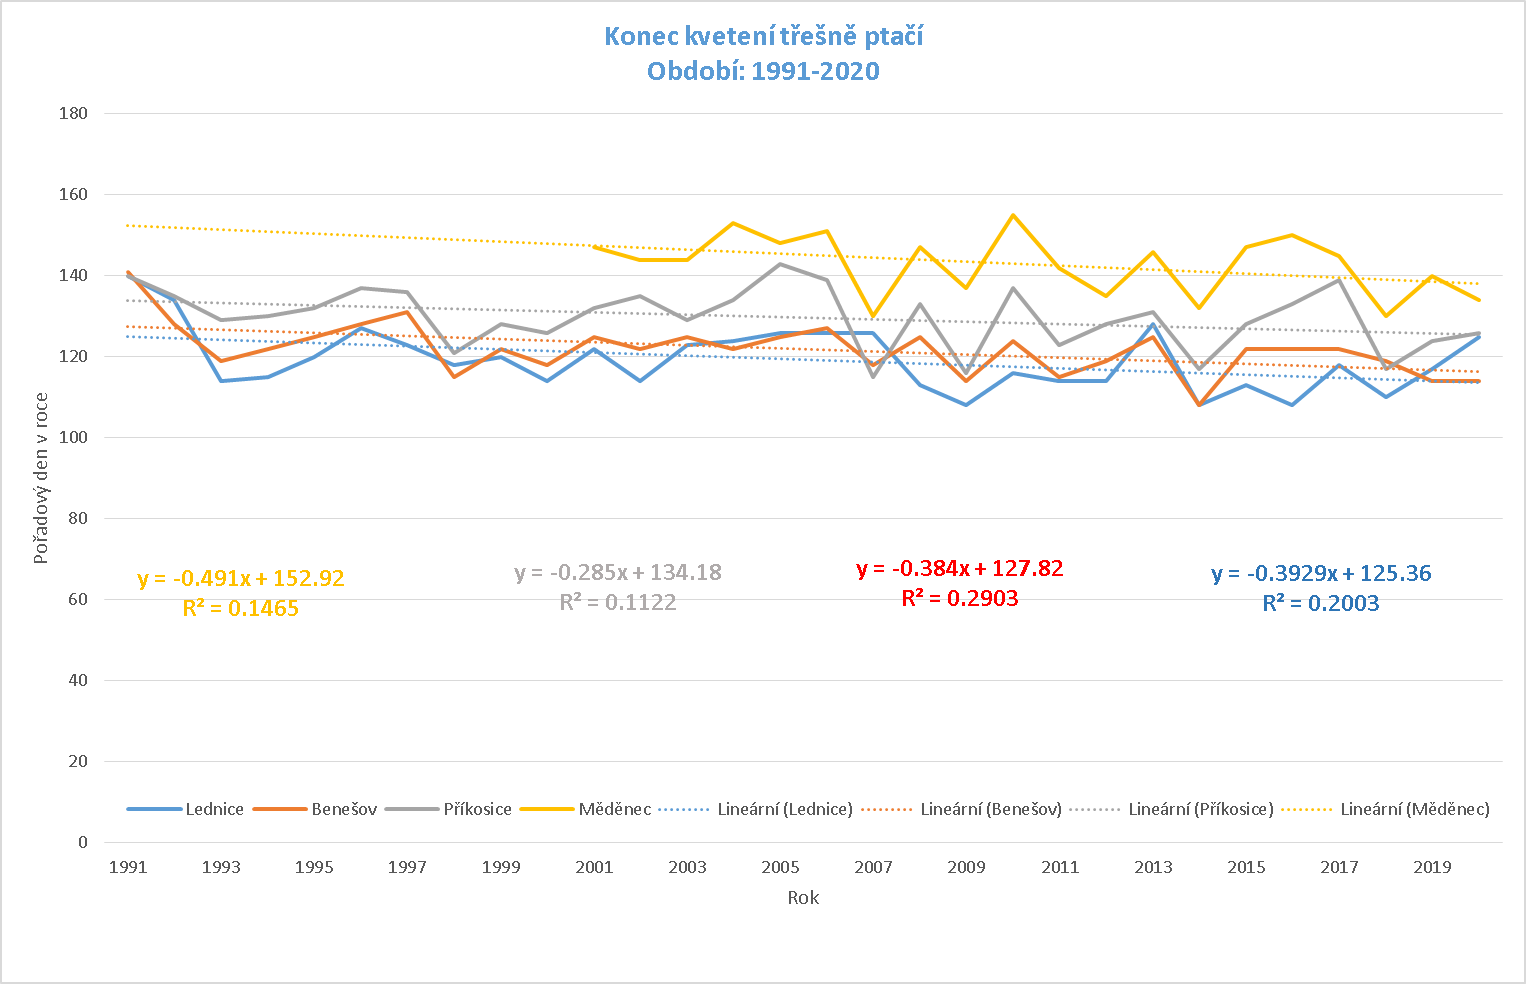 Konec kvetení třešně ptačí
Období: 1991-2020
180
160
140
120
100
80
60
40
20
0
Pořadový den v roce
y = -0.491x + 152.92
R² = 0.1465
y = -0.285x + 134.18
R² = 0.1122
y = -0.384x + 127.82
R² = 0.2903
y = -0.3929x + 125.36
R² = 0.2003
Lednice Benešov Příkosice Měděnec Lineární (Lednice) Lineární (Benešov) Lineární (Příkosice) Lineární (Měděnec)
1991 1993 1995 1997 1999 2001 2003 2005 2007 2009 2011 2013 2015 2017 2019
Rok